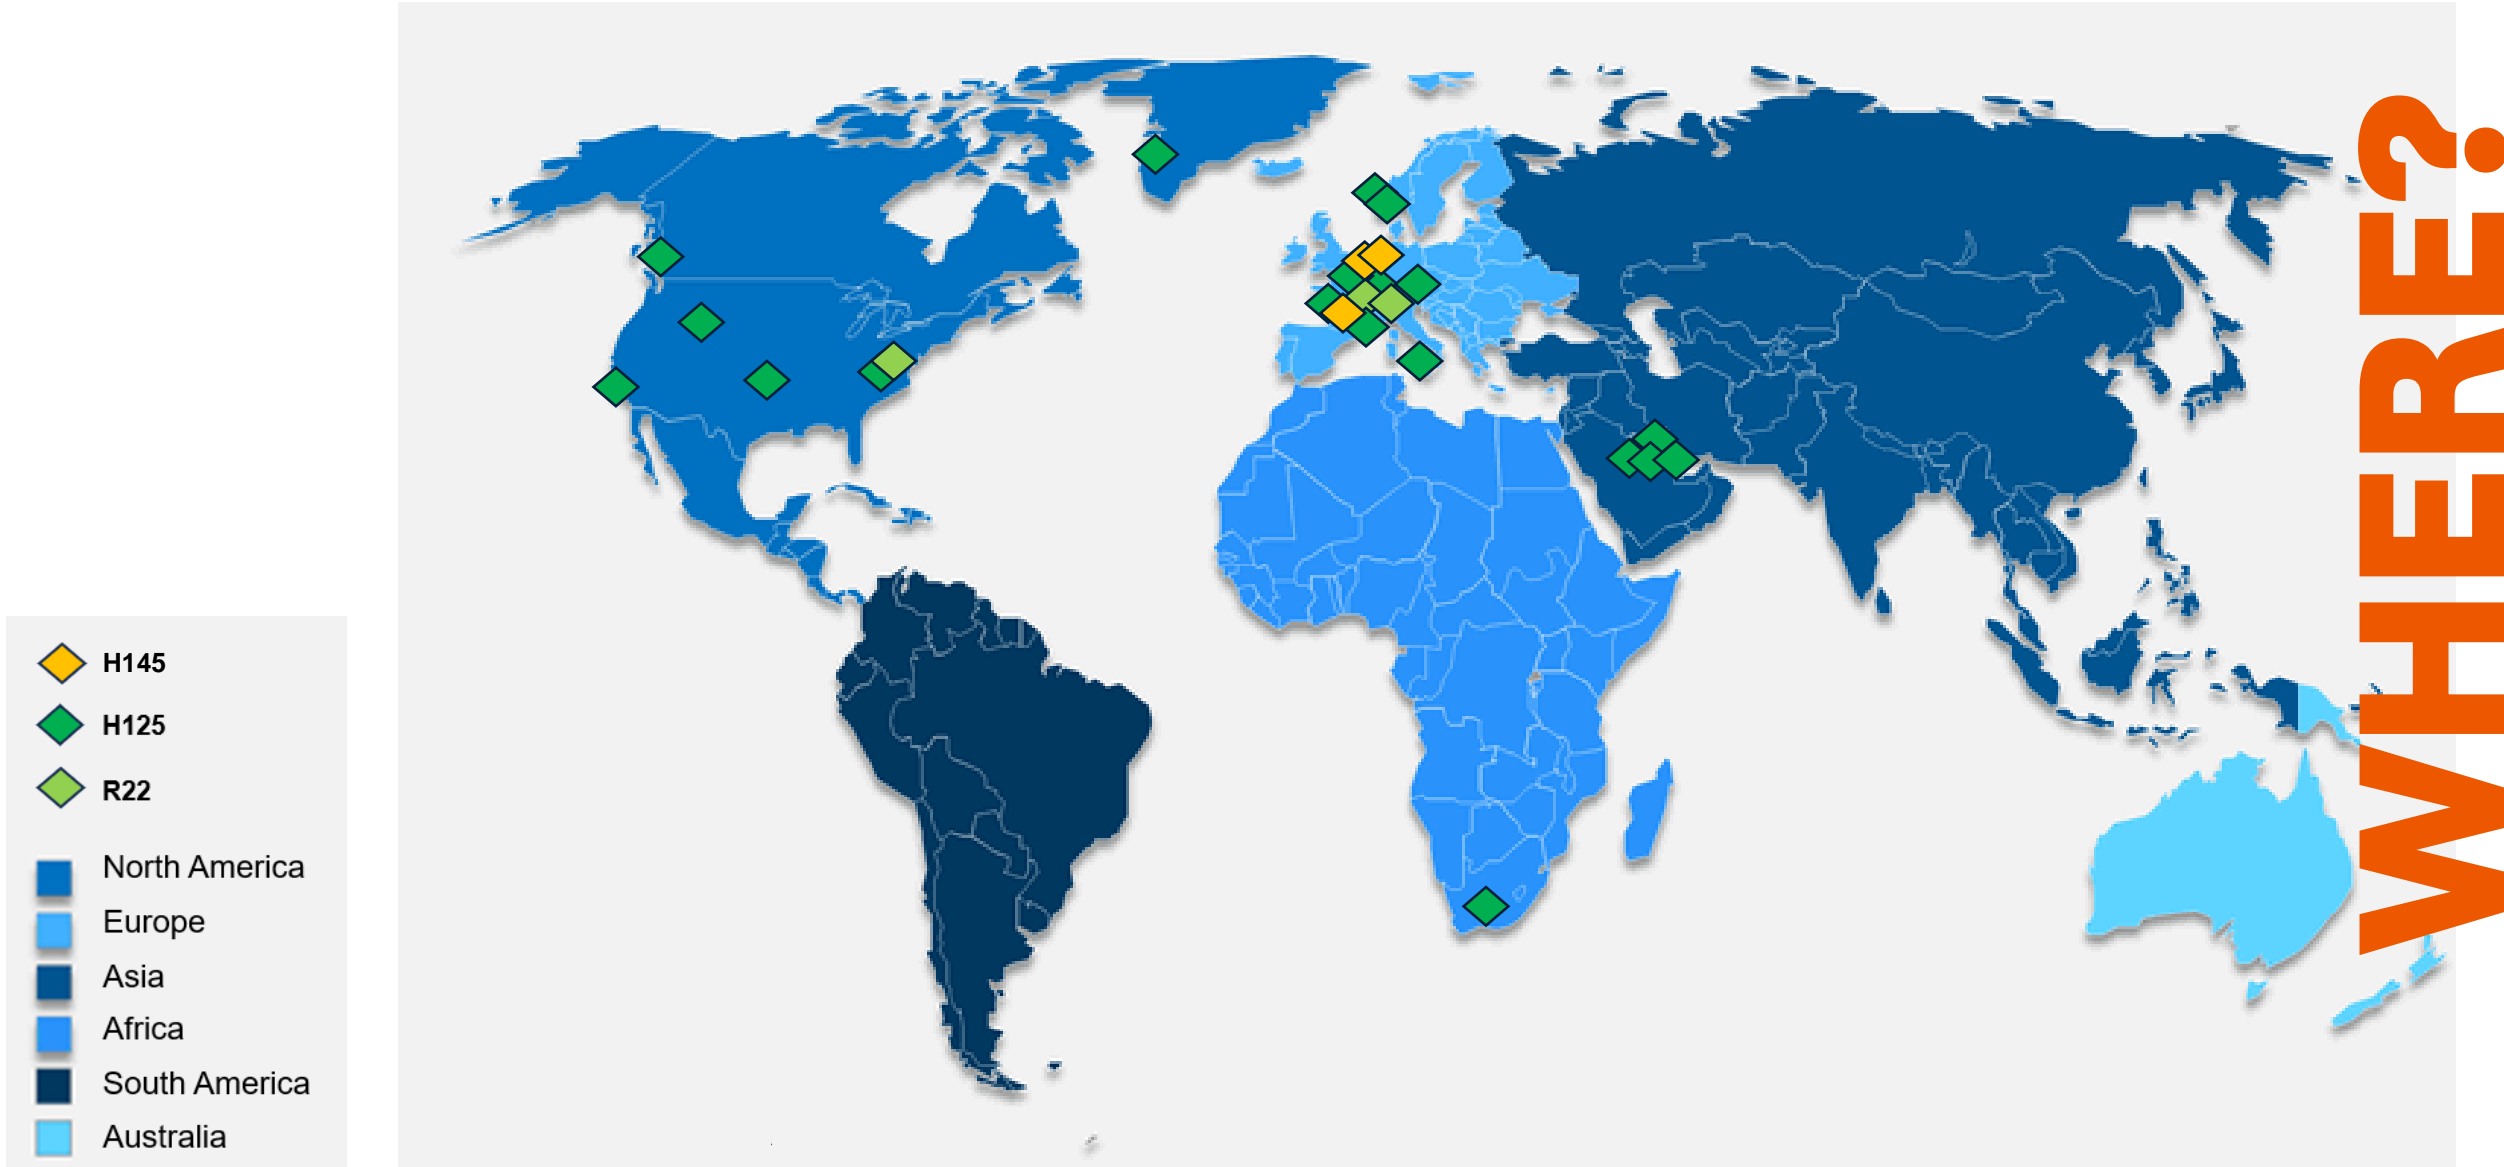 WHERE?
H145
H125
R22
North America
Europe
Asia
Africa
South America
Australia